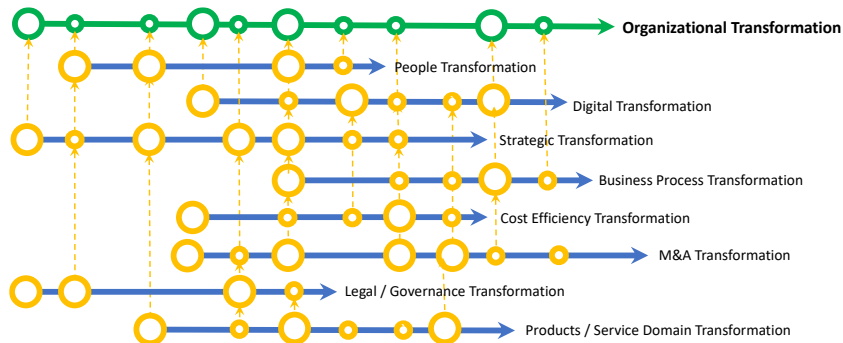 Organizational Transformation
People Transformation
Digital Transformation
Strategic Transformation
Business Process Transformation
Cost Efficiency Transformation
M&A Transformation
Legal / Governance Transformation
Products / Service Domain Transformation